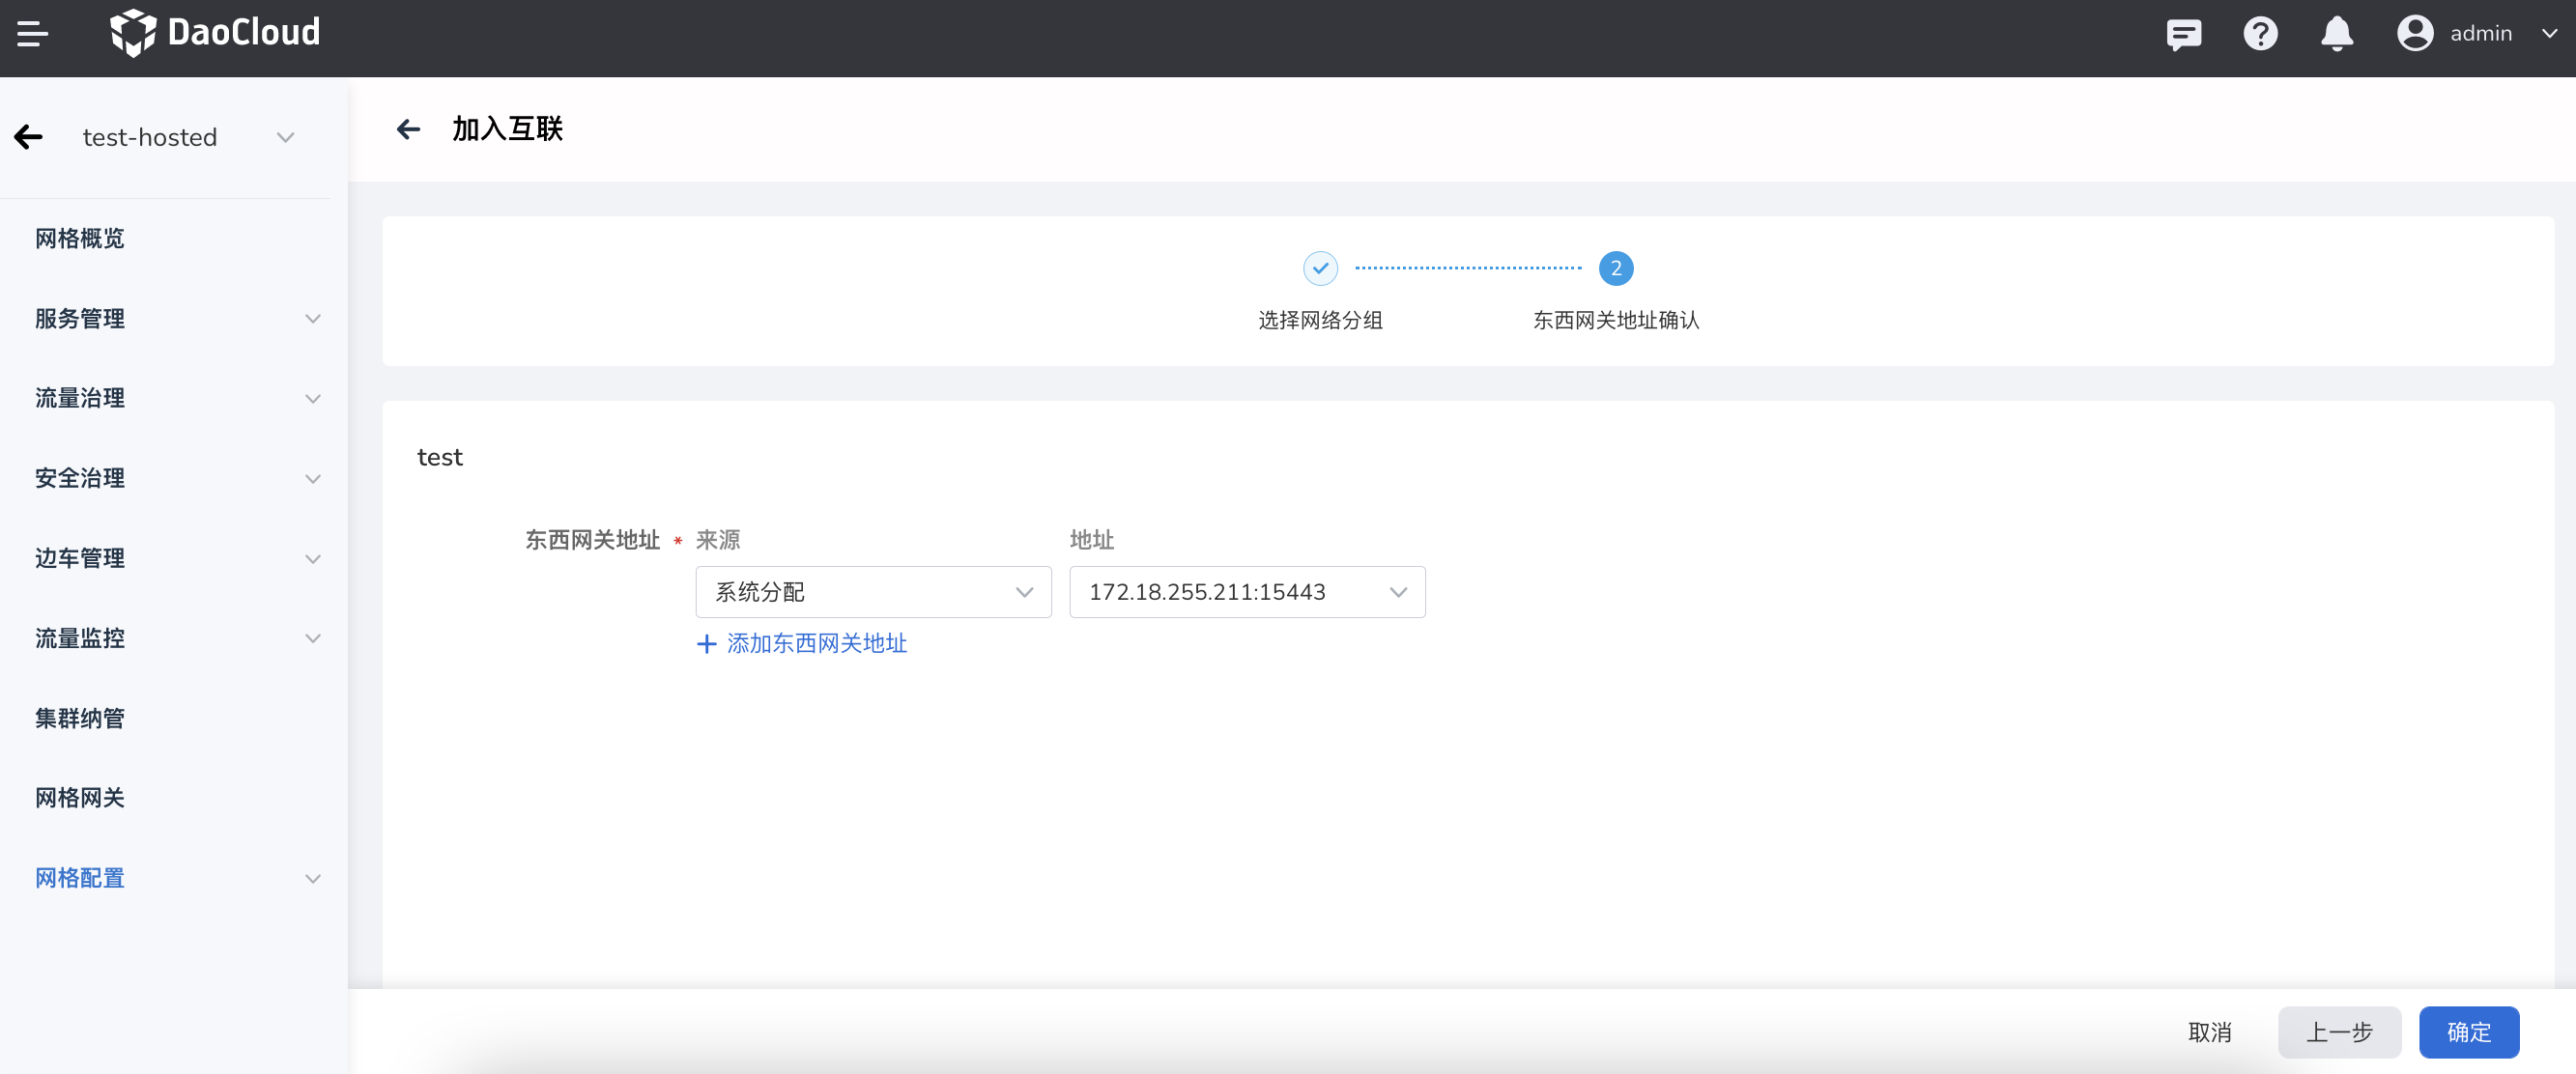 DaoCloud
admin
test-hosted
网格概览
服务管理
流量治理
安全治理
边车管理
流量监控
集群纳管
网格网关
网格配置
加入互联
2
选择网络分组
东西网关地址确认
test
东西网关地址 * 来源 地址
系统分配 172.18.255.211:15443
+ 添加东西网关地址
取消 上一步 确定